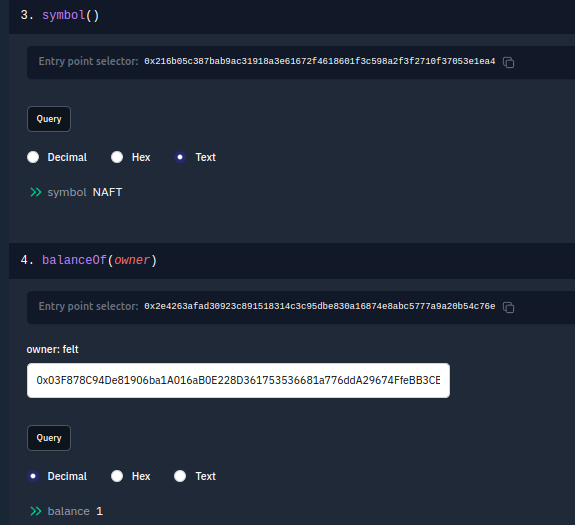 3. symbol()
Entry point selector: 0x216b05c387bab9ac31918a3e61672f4618601f3c598a2f3f2710f37053e1ea4
Query
Decimal Hex Text
symbol NAFT
4. balanceOf(owner)
Entry point selector: 0x2e4263afad30923c891518314c3c95dbe830a16874e8abc5777a9a20b54c76e
owner: felt
0x03F878C94De81906ba1A016aB0E228D361753536681a776ddA29674FfeBB3CE
Query
Decimal Hex Text
balance 1